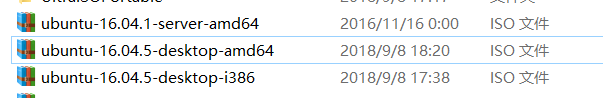 ubuntu-16.04.1-server-amd64 2016/11/16 0:00 ISO 文件
ubuntu-16.04.5-desktop-amd64 2018/9/8 18:20 ISO 文件
ubuntu-16.04.5-desktop-i386 2018/9/8 17:38 ISO 文件